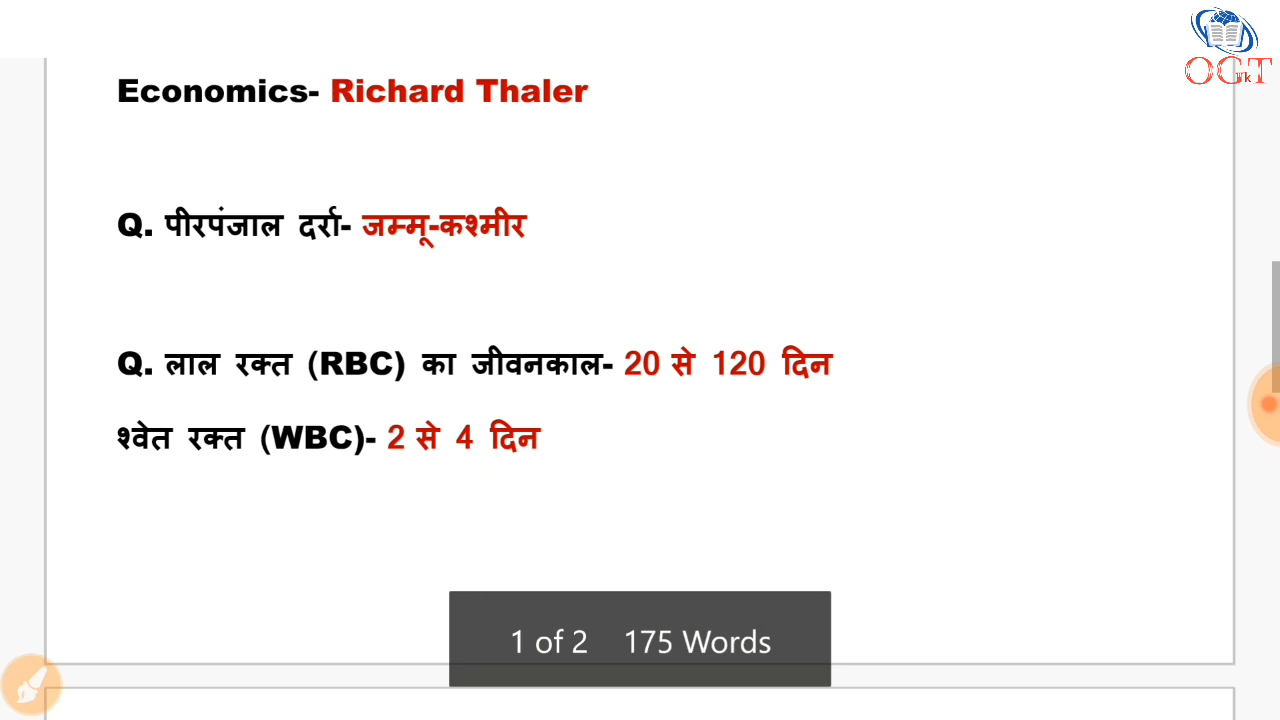 OGT
Uk
Economics- Richard Thaler
Q. पीरपंजाल दर्रा- जम्मू-कश्मीर
Q. लाल रक्त (RBC) का जीवनकाल- 20 से 120 दिन
श्वेत रक्त (WBC)- 2 से 4 दिन
1 of 2 175 Words